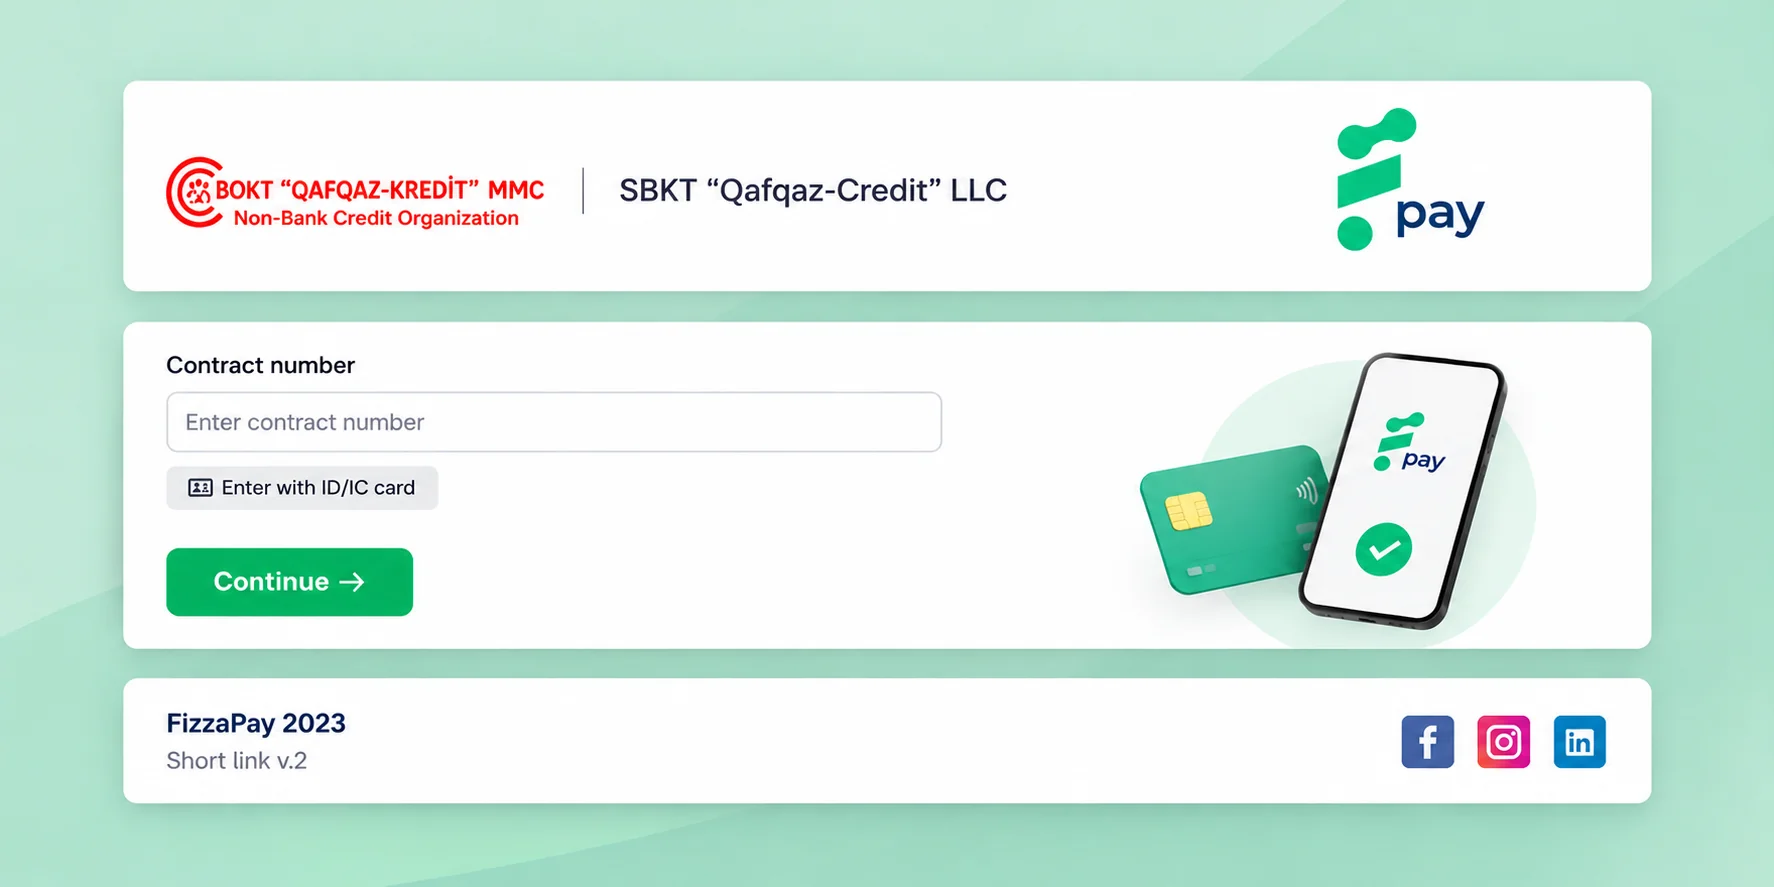 BOKT “QAFQAZ-KREDİT” MMC
Non-Bank Credit Organization
SBKT “Qafqaz-Credit” LLC
pay
Contract number
Enter contract number
Enter with ID/IC card
Continue →
pay
FizzaPay 2023
Short link v.2